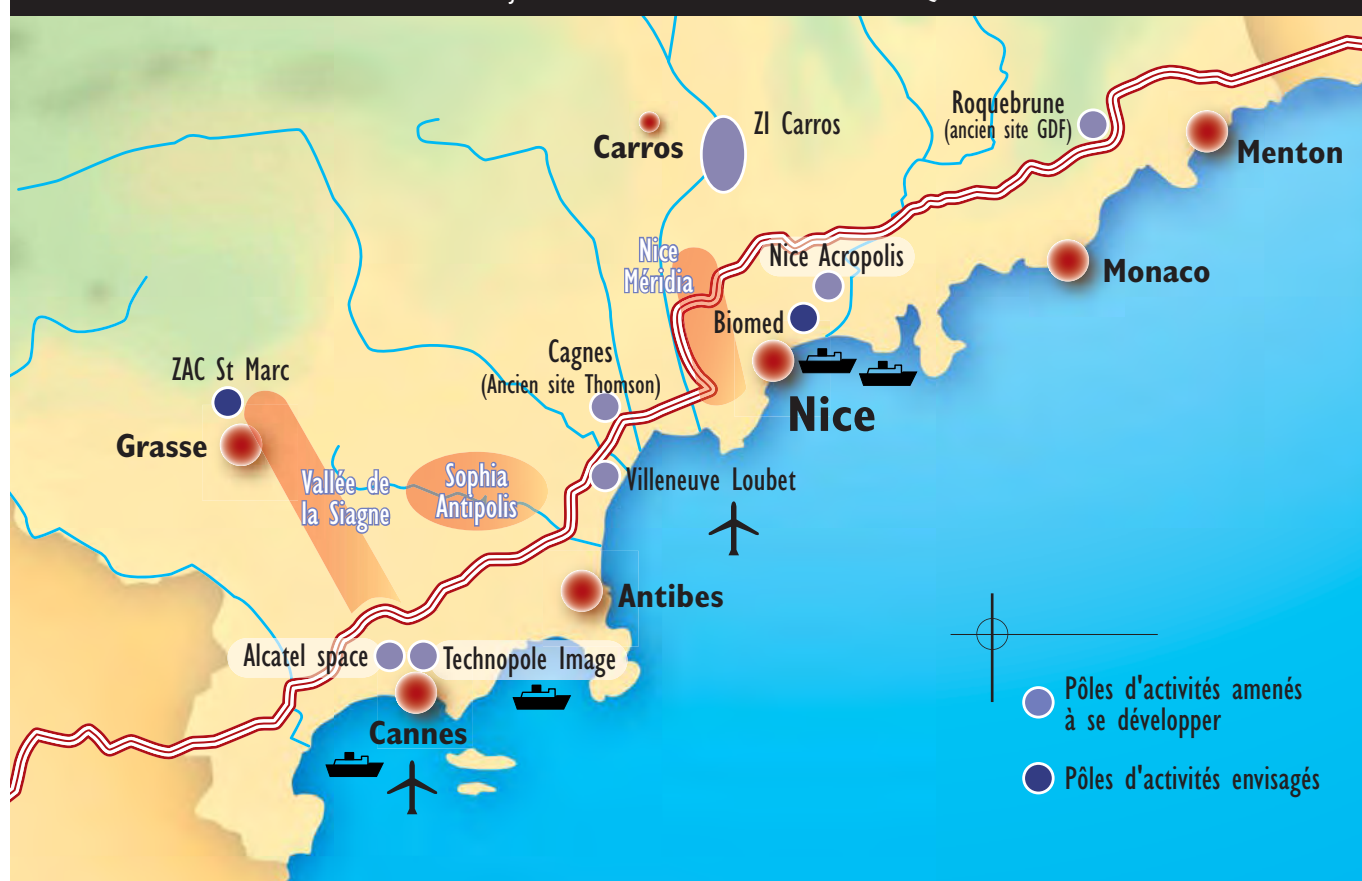 Roquebrune
(ancien site GDF)
ZI Carros
Carros
Menton
Nice
Méridia
Nice Acropolis
Monaco
Biomed
Cagnes
(Ancien site Thomson)
ZAC St Marc
Nice
Grasse
Vallée de
la Siagne
Sophia
Antipolis
Villeneuve Loubet
Antibes
Alcatel space
Technopole Image
Cannes
Pôles d'activités amenés
à se développer
Pôles d'activités envisagés